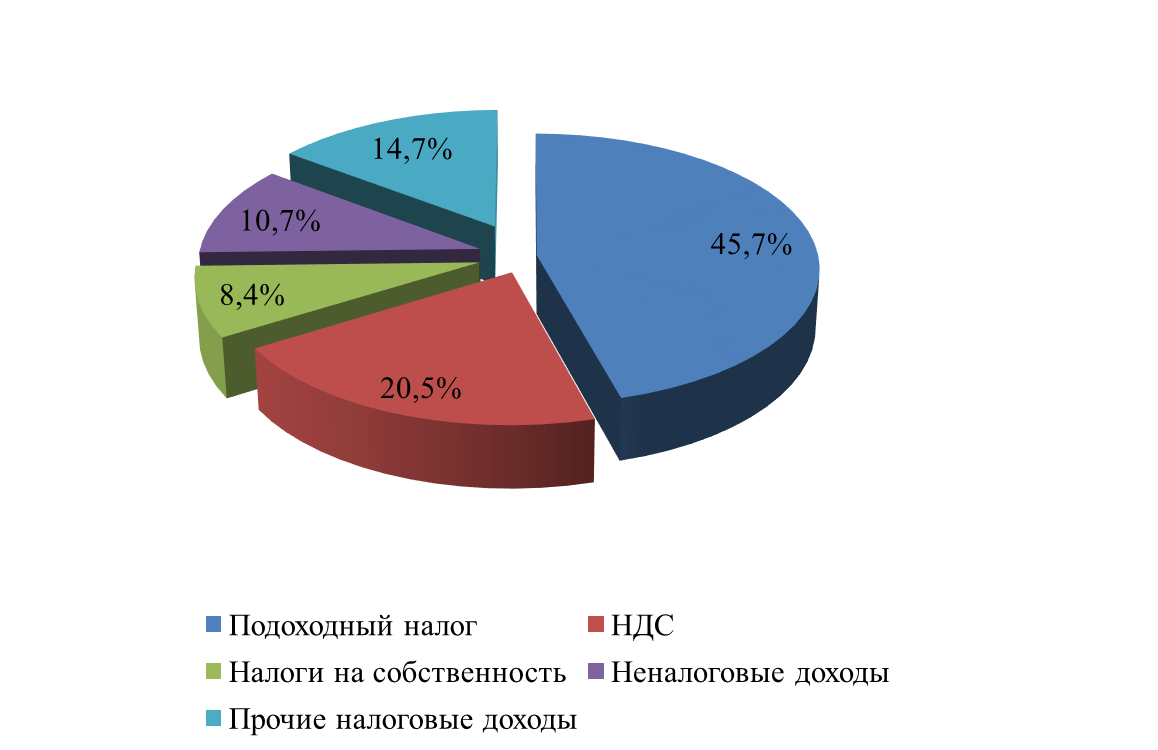 14,7%
10,7%
45,7%
8,4%
20,5%
Подоходный налог
НДС
Налоги на собственность
Неналоговые доходы
Прочие налоговые доходы